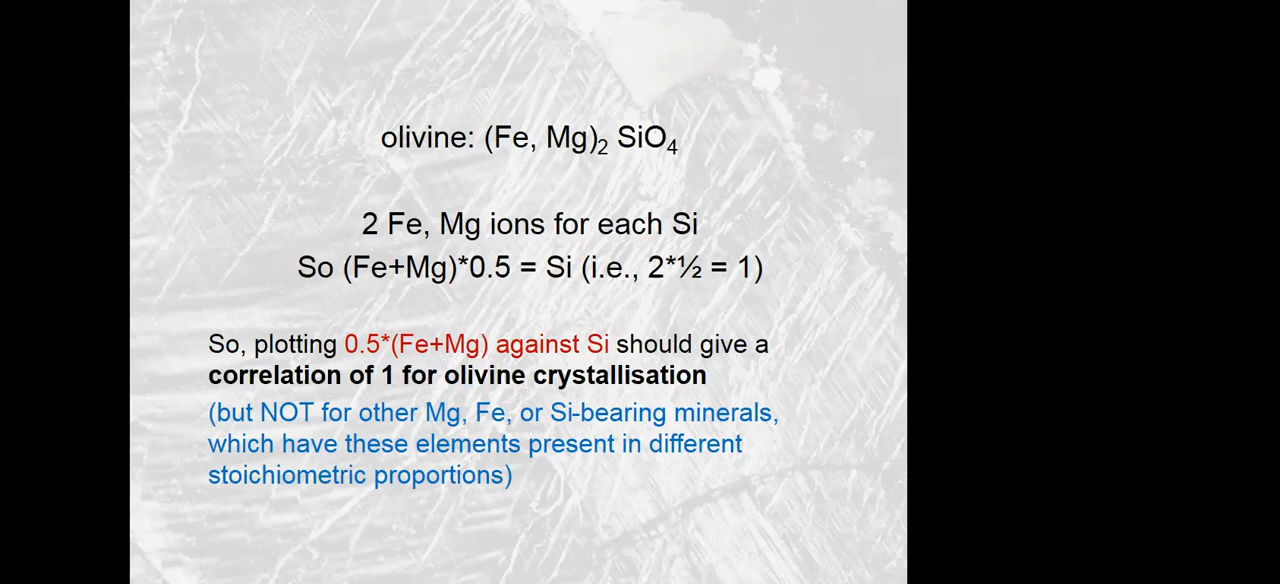 olivine: (Fe, Mg)₂ SiO₄
2 Fe, Mg ions for each Si
So (Fe+Mg)*0.5 = Si (i.e., 2*½ = 1)
So, plotting 0.5*(Fe+Mg) against Si should give a
correlation of 1 for olivine crystallisation
(but NOT for other Mg, Fe, or Si-bearing minerals,
which have these elements present in different
stoichiometric proportions)